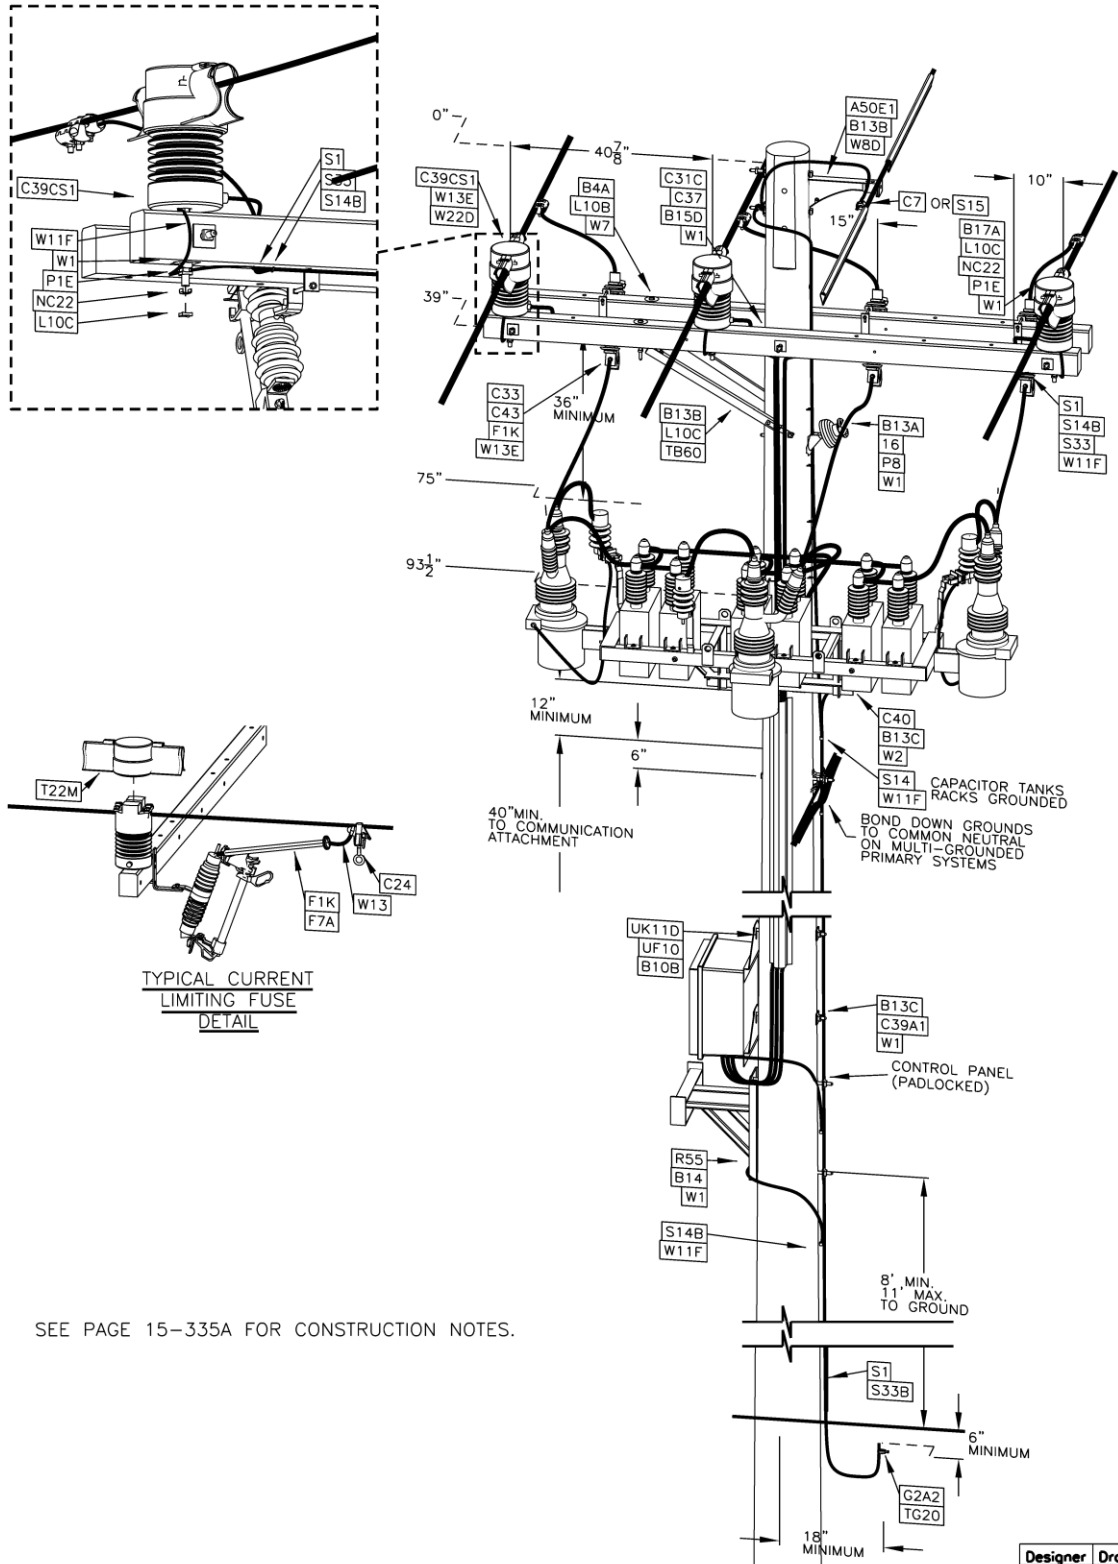 S1
S33
S14B
C39CS1
W11F
W1
P1E
NC22
L10C
0"
40 7/8"
C39CS1
W13E
W22D
B4A
L10B
W7
C31C
C37
B15D
W1
A50E1
B13B
W8D
C7 OR S15
15"
10"
B17A
L10C
NC22
P1E
W1
39"
C33
C43
F1K
W13E
36"
MINIMUM
B13B
L10C
TB60
B13A
16
P8
W1
S1
S14B
S33
W11F
75"
93 1/2"
12"
MINIMUM
6"
40"MIN.
TO COMMUNICATION
ATTACHMENT
C40
B13C
W2
S14
W11F
CAPACITOR TANKS
RACKS GROUNDED
BOND DOWN GROUNDS
TO COMMON NEUTRAL
ON MULTI-GROUNDED
PRIMARY SYSTEMS
T22M
F1K
F7A
W13
C24
TYPICAL CURRENT
LIMITING FUSE
DETAIL
UK11D
UF10
B10B
B13C
C39A1
W1
CONTROL PANEL
(PADLOCKED)
R55
B14
W1
S14B
W11F
8' MIN.
11' MAX.
TO GROUND
SEE PAGE 15-335A FOR CONSTRUCTION NOTES.
S1
S33B
6"
MINIMUM
G2A2
TG20
18"
MINIMUM
Designer